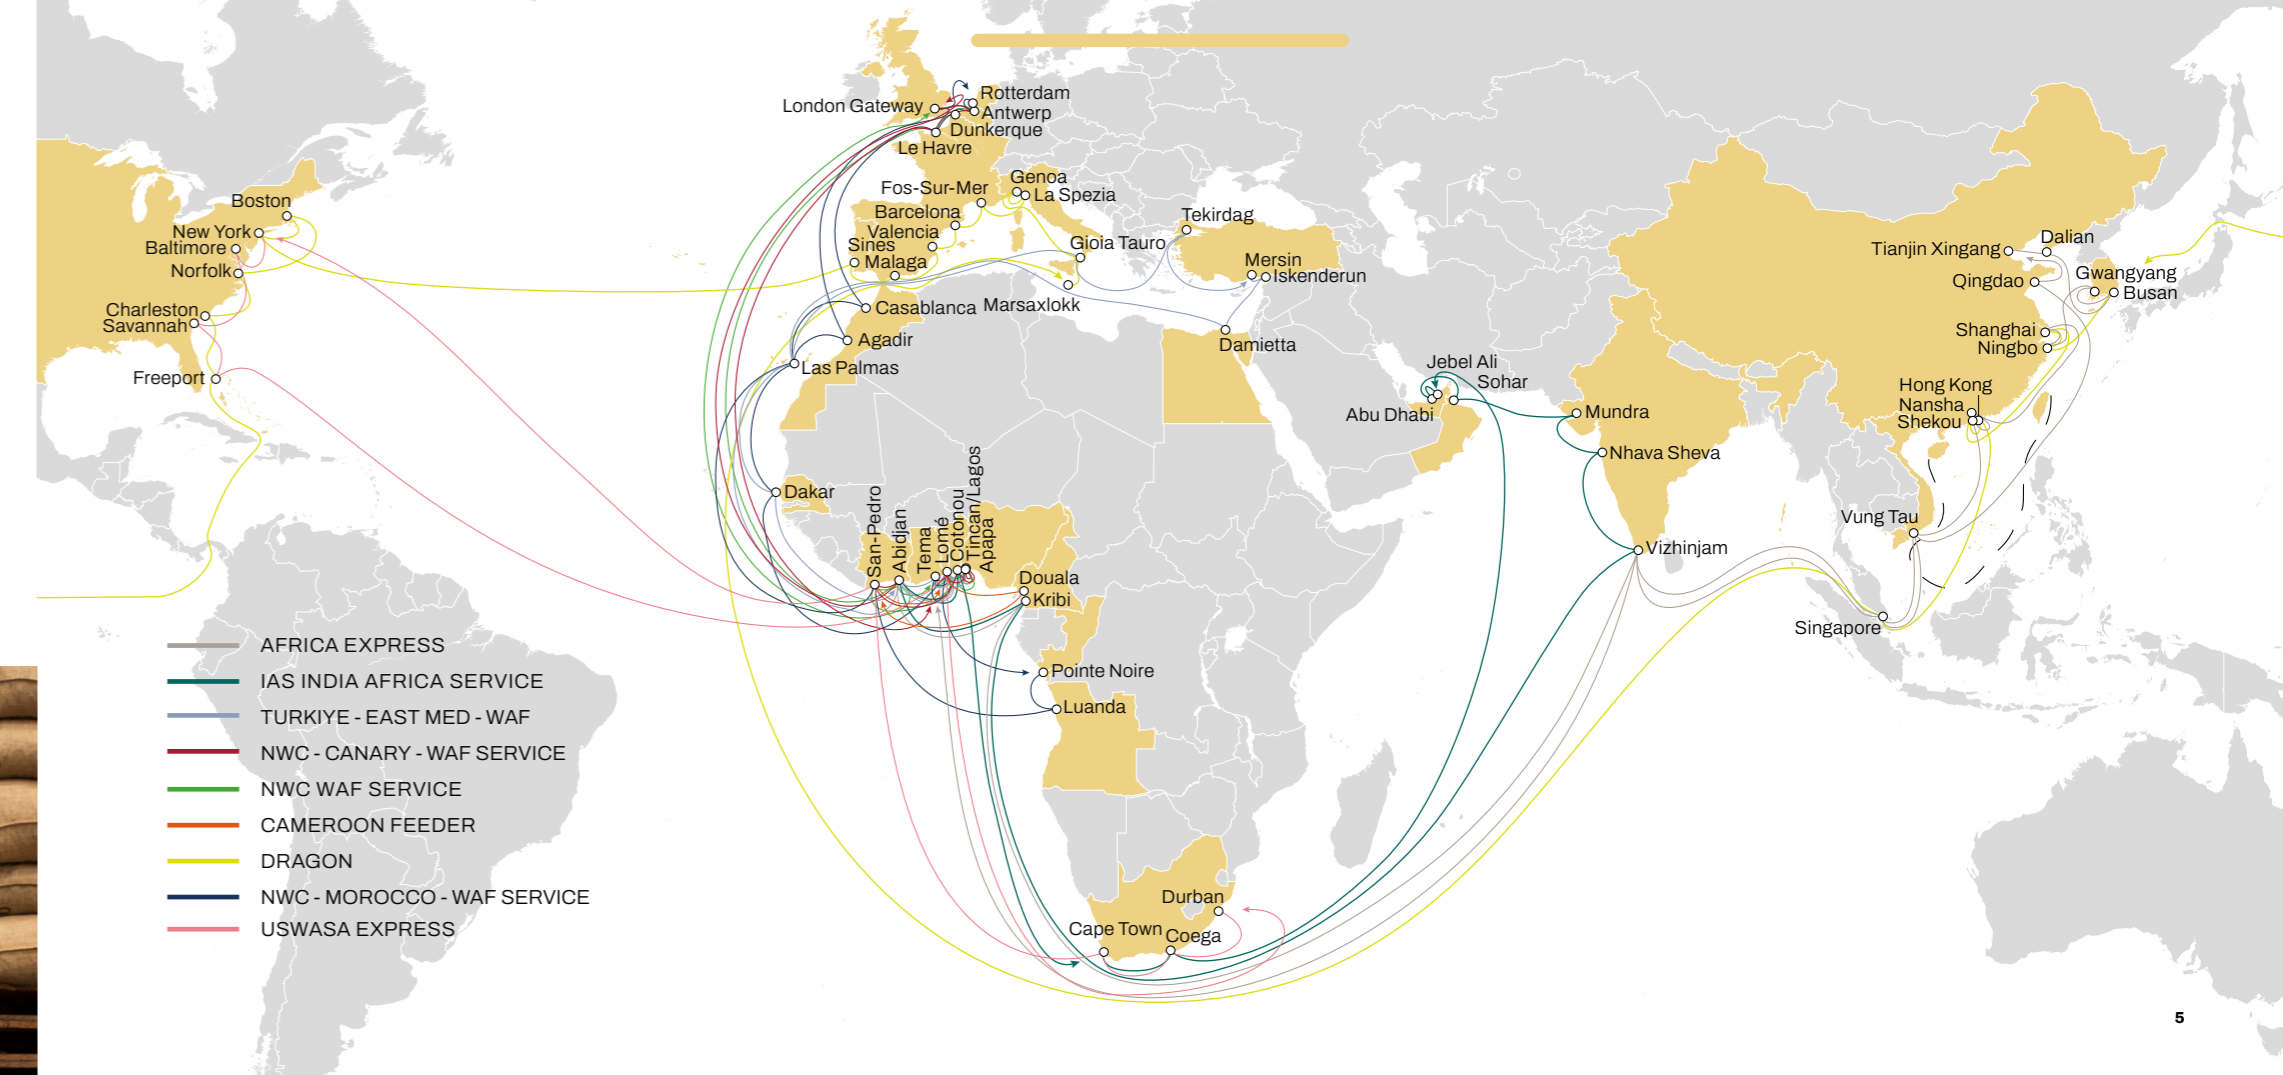 London Gateway
Rotterdam
Antwerp
Dunkerque
Le Havre
Genoa
La Spezia
Fos-Sur-Mer
Barcelona
Valencia
Sines
Malaga
Gioia Tauro
Tekirdag
Mersin
Iskenderun
Casablanca
Marsaxlokk
Agadir
Damietta
Las Palmas
Boston
New York
Baltimore
Norfolk
Charleston
Savannah
Freeport
Tianjin Xingang
Dalian
Qingdao
Gwangyang
Busan
Shanghai
Ningbo
Hong Kong
Nansha
Shekou
Jebel Ali
Sohar
Abu Dhabi
Mundra
Nhava Sheva
Vung Tau
Vizhinjam
Singapore
Dakar
San-Pedro
Abidjan
Tema
Lomé
Cotonou
Tincan/Lagos
Apapa
Douala
Kribi
Pointe Noire
Luanda
Durban
Cape Town
Coega
AFRICA EXPRESS
IAS INDIA AFRICA SERVICE
TURKIYE - EAST MED - WAF
NWC - CANARY - WAF SERVICE
NWC WAF SERVICE
CAMEROON FEEDER
DRAGON
NWC - MOROCCO - WAF SERVICE
USWASA EXPRESS
5